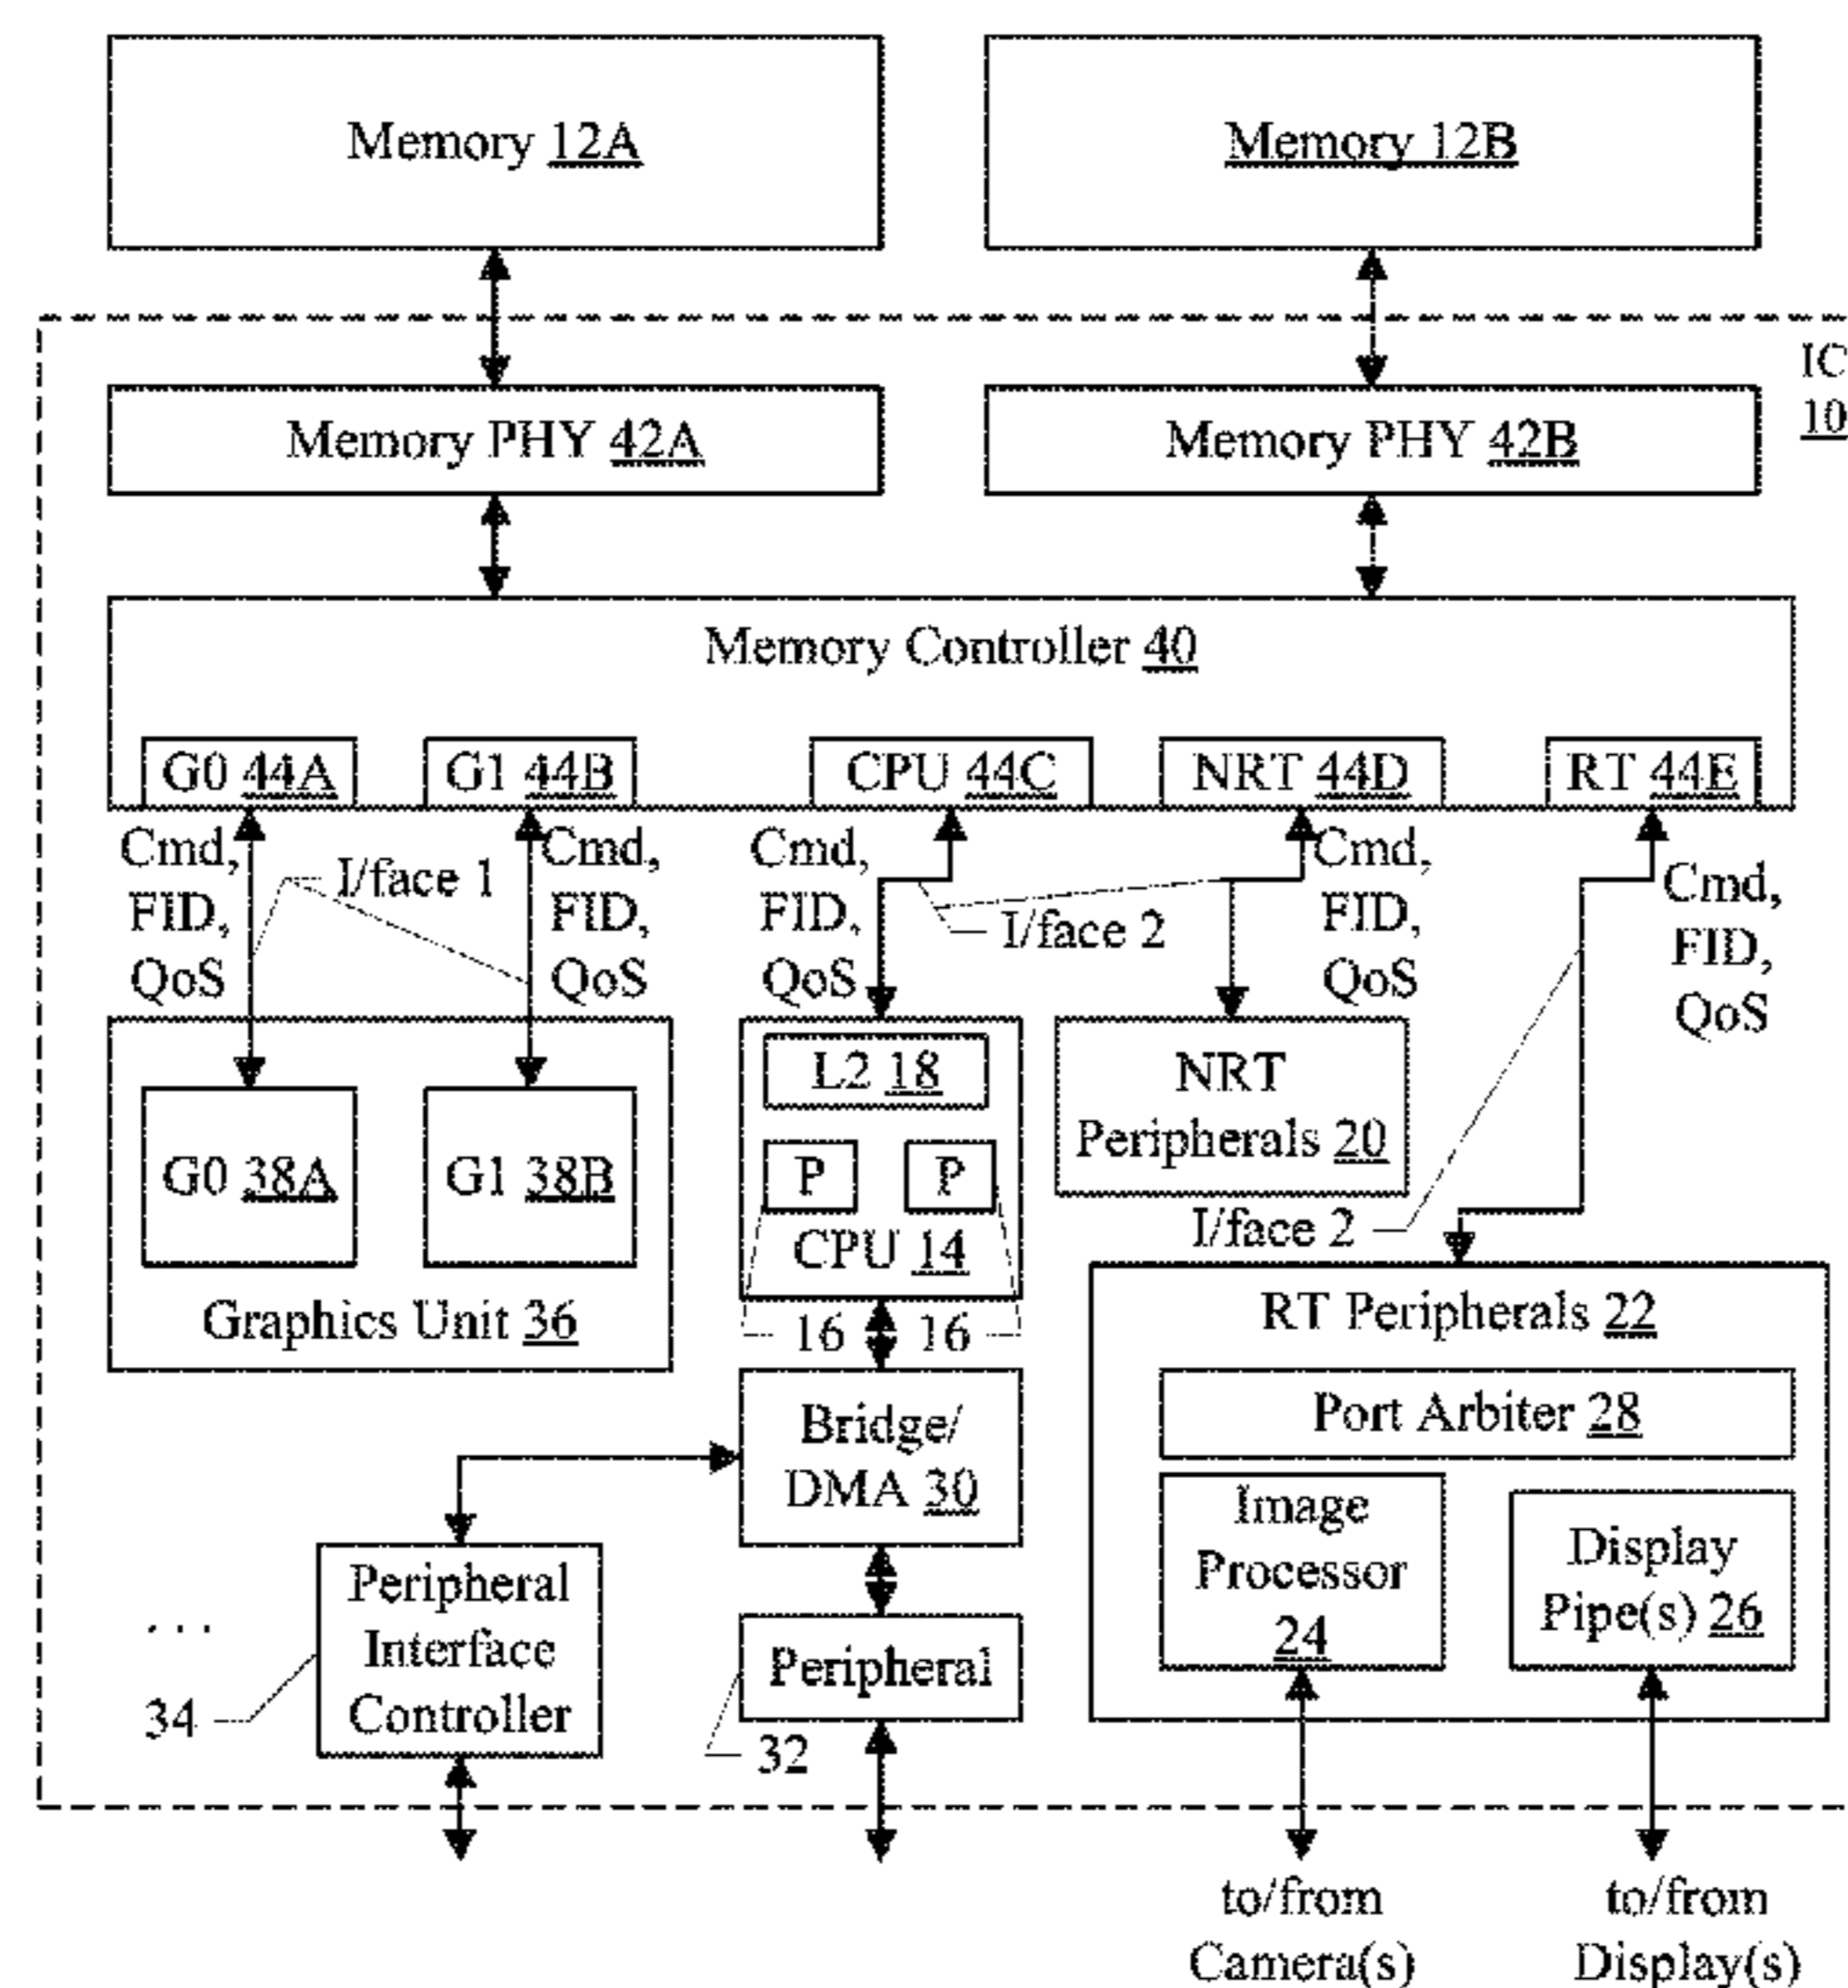 Memory 12A
Memory 12B
IC
10
Memory PHY 42A
Memory PHY 42B
Memory Controller 40
G0 44A
G1 44B
CPU 44C
NRT 44D
RT 44E
Cmd,
FID,
QoS
I/face 1
Cmd,
FID,
QoS
Cmd,
FID,
QoS
I/face 2
Cmd,
FID,
QoS
Cmd,
FID,
QoS
G0 38A
G1 38B
Graphics Unit 36
L2 18
P
P
CPU 14
16
16
NRT
Peripherals 20
I/face 2
RT Peripherals 22
Port Arbiter 28
Image
Processor
24
Display
Pipe(s) 26
Bridge/
DMA 30
. . .
Peripheral
Interface
Controller
34
Peripheral
32
to/from
Camera(s)
to/from
Display(s)